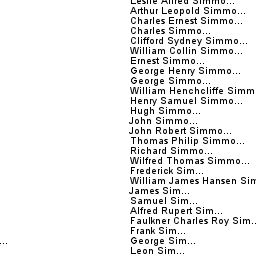 Leslie Alfred Simmo...
Arthur Leopold Simmo...
Charles Ernest Simmo...
Charles Simmo...
Clifford Sydney Simmo...
William Collin Simmo...
Ernest Simmo...
George Henry Simmo...
George Simmo...
William Henchcliffe Simm
Henry Samuel Simmo...
Hugh Simmo...
John Simmo...
John Robert Simmo...
Thomas Philip Simmo...
Richard Simmo...
Wilfred Thomas Simmo...
Frederick Sim...
William James Hansen Sim
James Sim...
Samuel Sim...
Alfred Rupert Sim...
Faulkner Charles Roy Sim...
Frank Sim...
... George Sim...
Leon Sim...